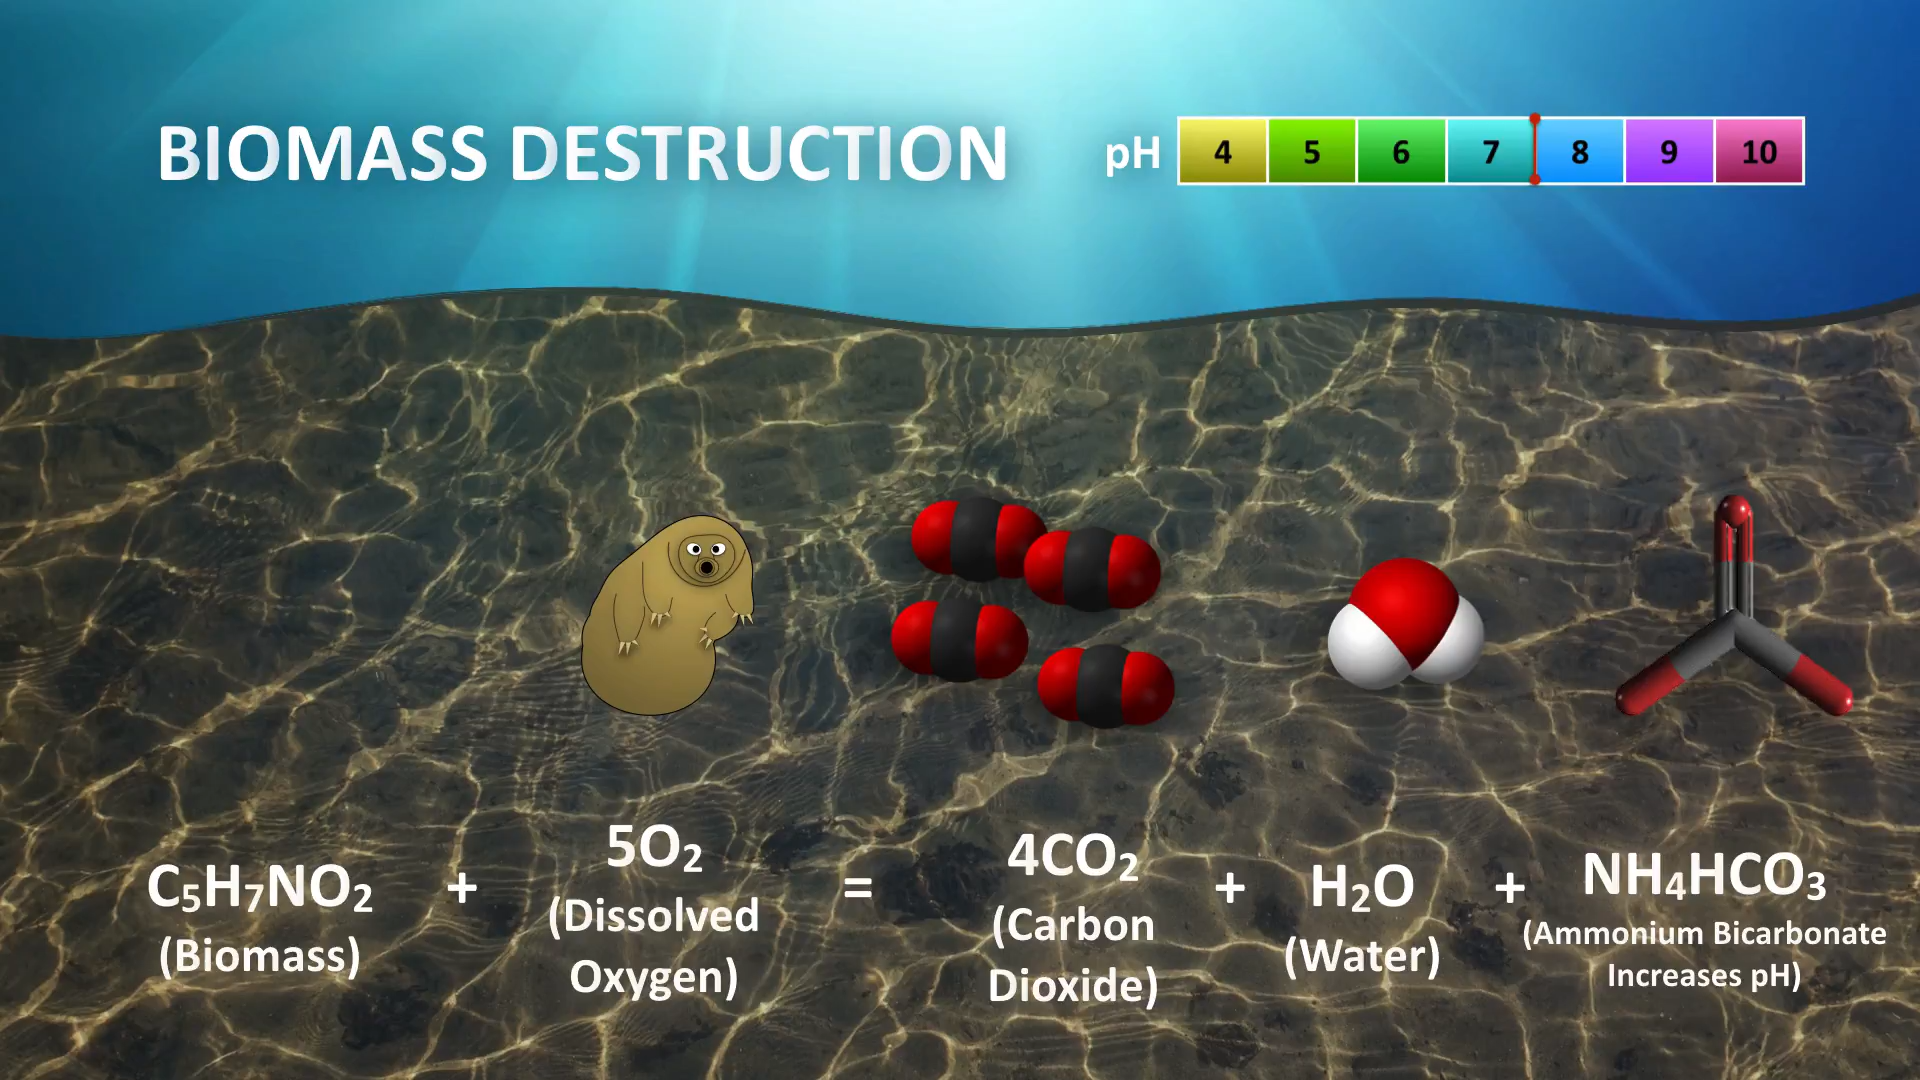 BIOMASS DESTRUCTION
pH 4 5 6 7 8 9 10
C₅H₇NO₂ + 5O₂ = 4CO₂ + H₂O + NH₄HCO₃
(Biomass) (Dissolved Oxygen) (Carbon Dioxide) (Water) (Ammonium Bicarbonate Increases pH)